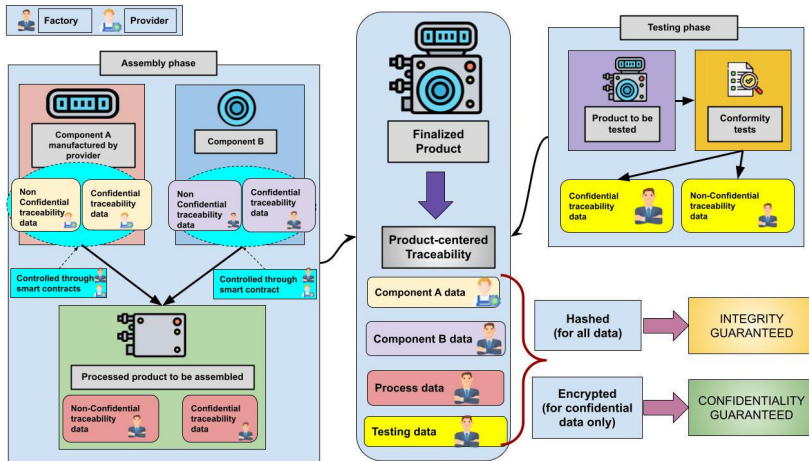 Factory
Provider
Assembly phase
Component A
manufactured by
provider
Component B
Non
Confidential
traceability
data
Confidential
traceability
data
Non
Confidential
traceability
data
Confidential
traceability
data
Controlled through
smart contracts
Controlled through
smart contract
Processed product to be assembled
Non-Confidential
traceability
data
Confidential
traceability
data
Finalized
Product
Product-centered
Traceability
Component A data
Component B data
Process data
Testing data
Testing phase
Product to be
tested
Conformity
tests
Confidential
traceability
data
Non-Confidential
traceability
data
Hashed
(for all data)
INTEGRITY
GUARANTEED
Encrypted
(for confidential
data only)
CONFIDENTIALITY
GUARANTEED